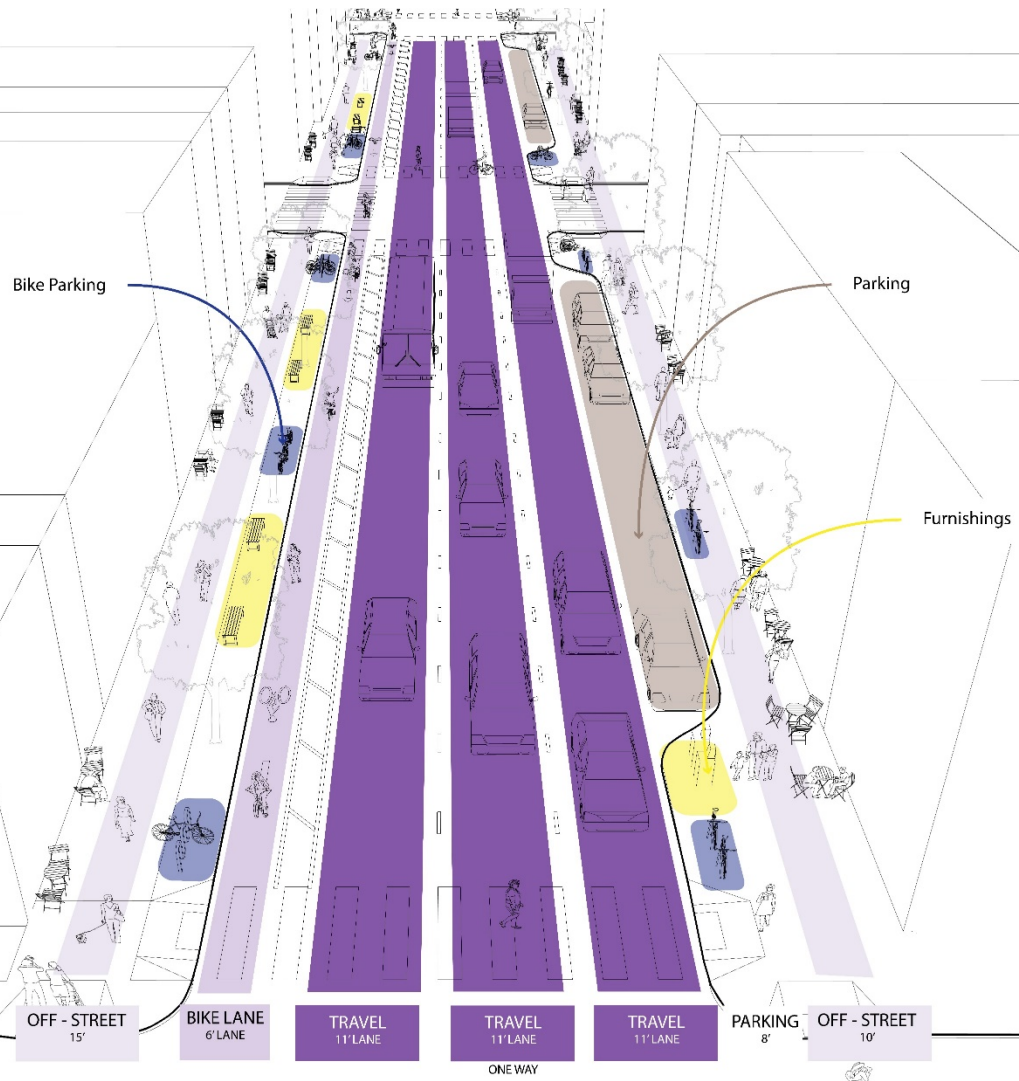 Bike Parking
Parking
Furnishings
OFF - STREET
15'
BIKE LANE
6' LANE
TRAVEL
11' LANE
TRAVEL
11' LANE
TRAVEL
11' LANE
PARKING
8'
OFF - STREET
10'
ONE WAY